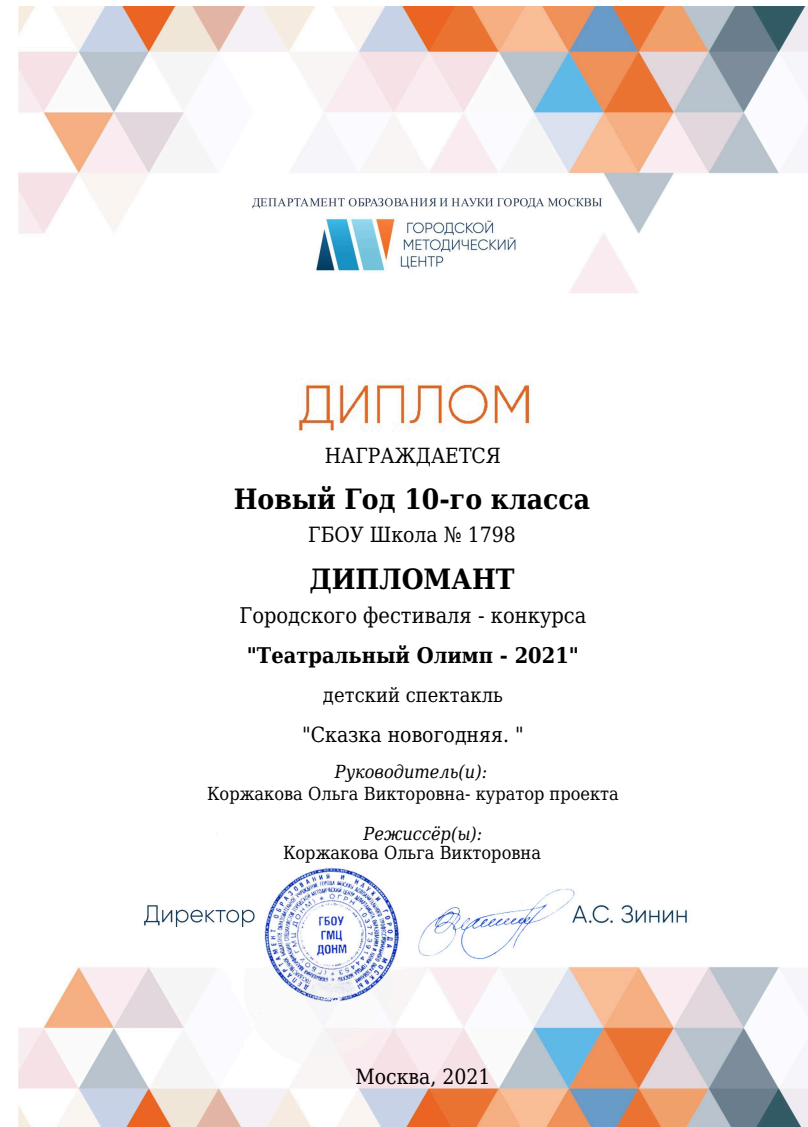 ДЕПАРТАМЕНТ ОБРАЗОВАНИЯ И НАУКИ ГОРОДА МОСКВЫ
ГОРОДСКОЙ
МЕТОДИЧЕСКИЙ
ЦЕНТР
ДИПЛОМ
НАГРАЖДАЕТСЯ
Новый Год 10-го класса
ГБОУ Школа № 1798
ДИПЛОМАНТ
Городского фестиваля - конкурса
"Театральный Олимп - 2021"
детский спектакль
"Сказка новогодняя. "
Руководитель(и):
Коржакова Ольга Викторовна- куратор проекта
Режиссёр(ы):
Коржакова Ольга Викторовна
Директор
ГБОУ
ГМЦ
ДОНМ
А.С. Зинин
Москва, 2021